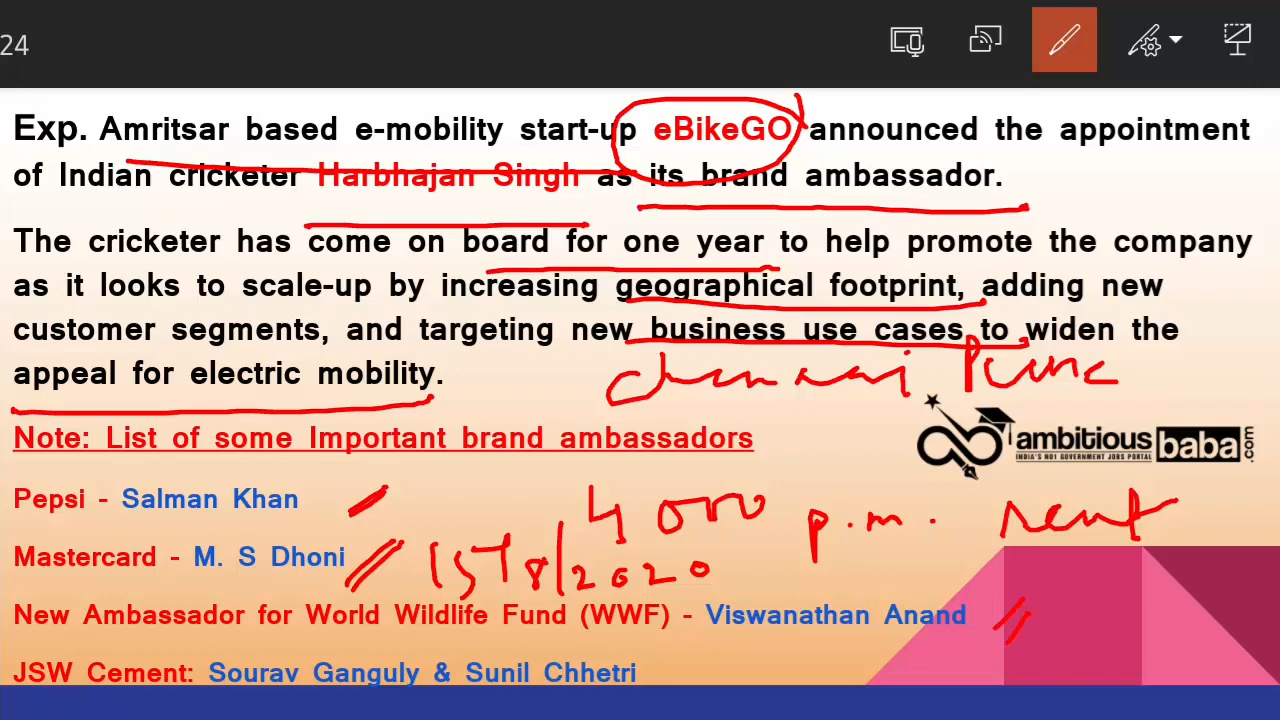 24
Exp. Amritsar based e-mobility start-up eBikeGO announced the appointment
of Indian cricketer Harbhajan Singh as its brand ambassador.
The cricketer has come on board for one year to help promote the company
as it looks to scale-up by increasing geographical footprint, adding new
customer segments, and targeting new business use cases to widen the
appeal for electric mobility.
Chennai Pune
Note: List of some Important brand ambassadors
ambitiousbaba.com
INDIA'S NO1 GOVERNMENT JOBS PORTAL
Pepsi - Salman Khan
4000 p.m. rent
Mastercard - M. S Dhoni
2020
New Ambassador for World Wildlife Fund (WWF) - Viswanathan Anand
JSW Cement: Sourav Ganguly & Sunil Chhetri